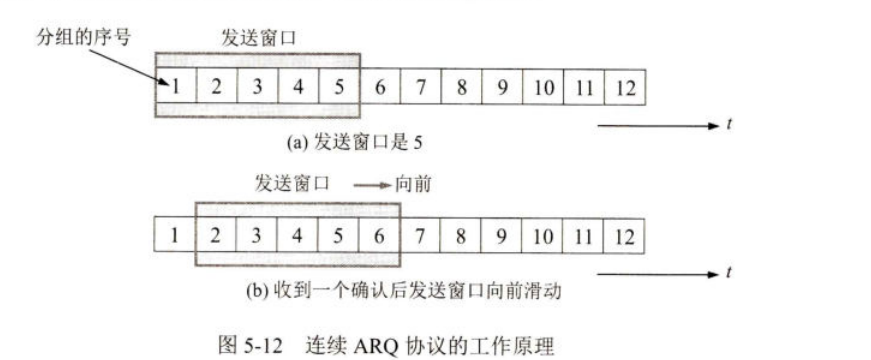 分组的序号
发送窗口
1 2 3 4 5 6 7 8 9 10 11 12
t
(a) 发送窗口是 5
发送窗口 向前
1 2 3 4 5 6 7 8 9 10 11 12
t
(b) 收到一个确认后发送窗口向前滑动
图 5-12 连续 ARQ 协议的工作原理